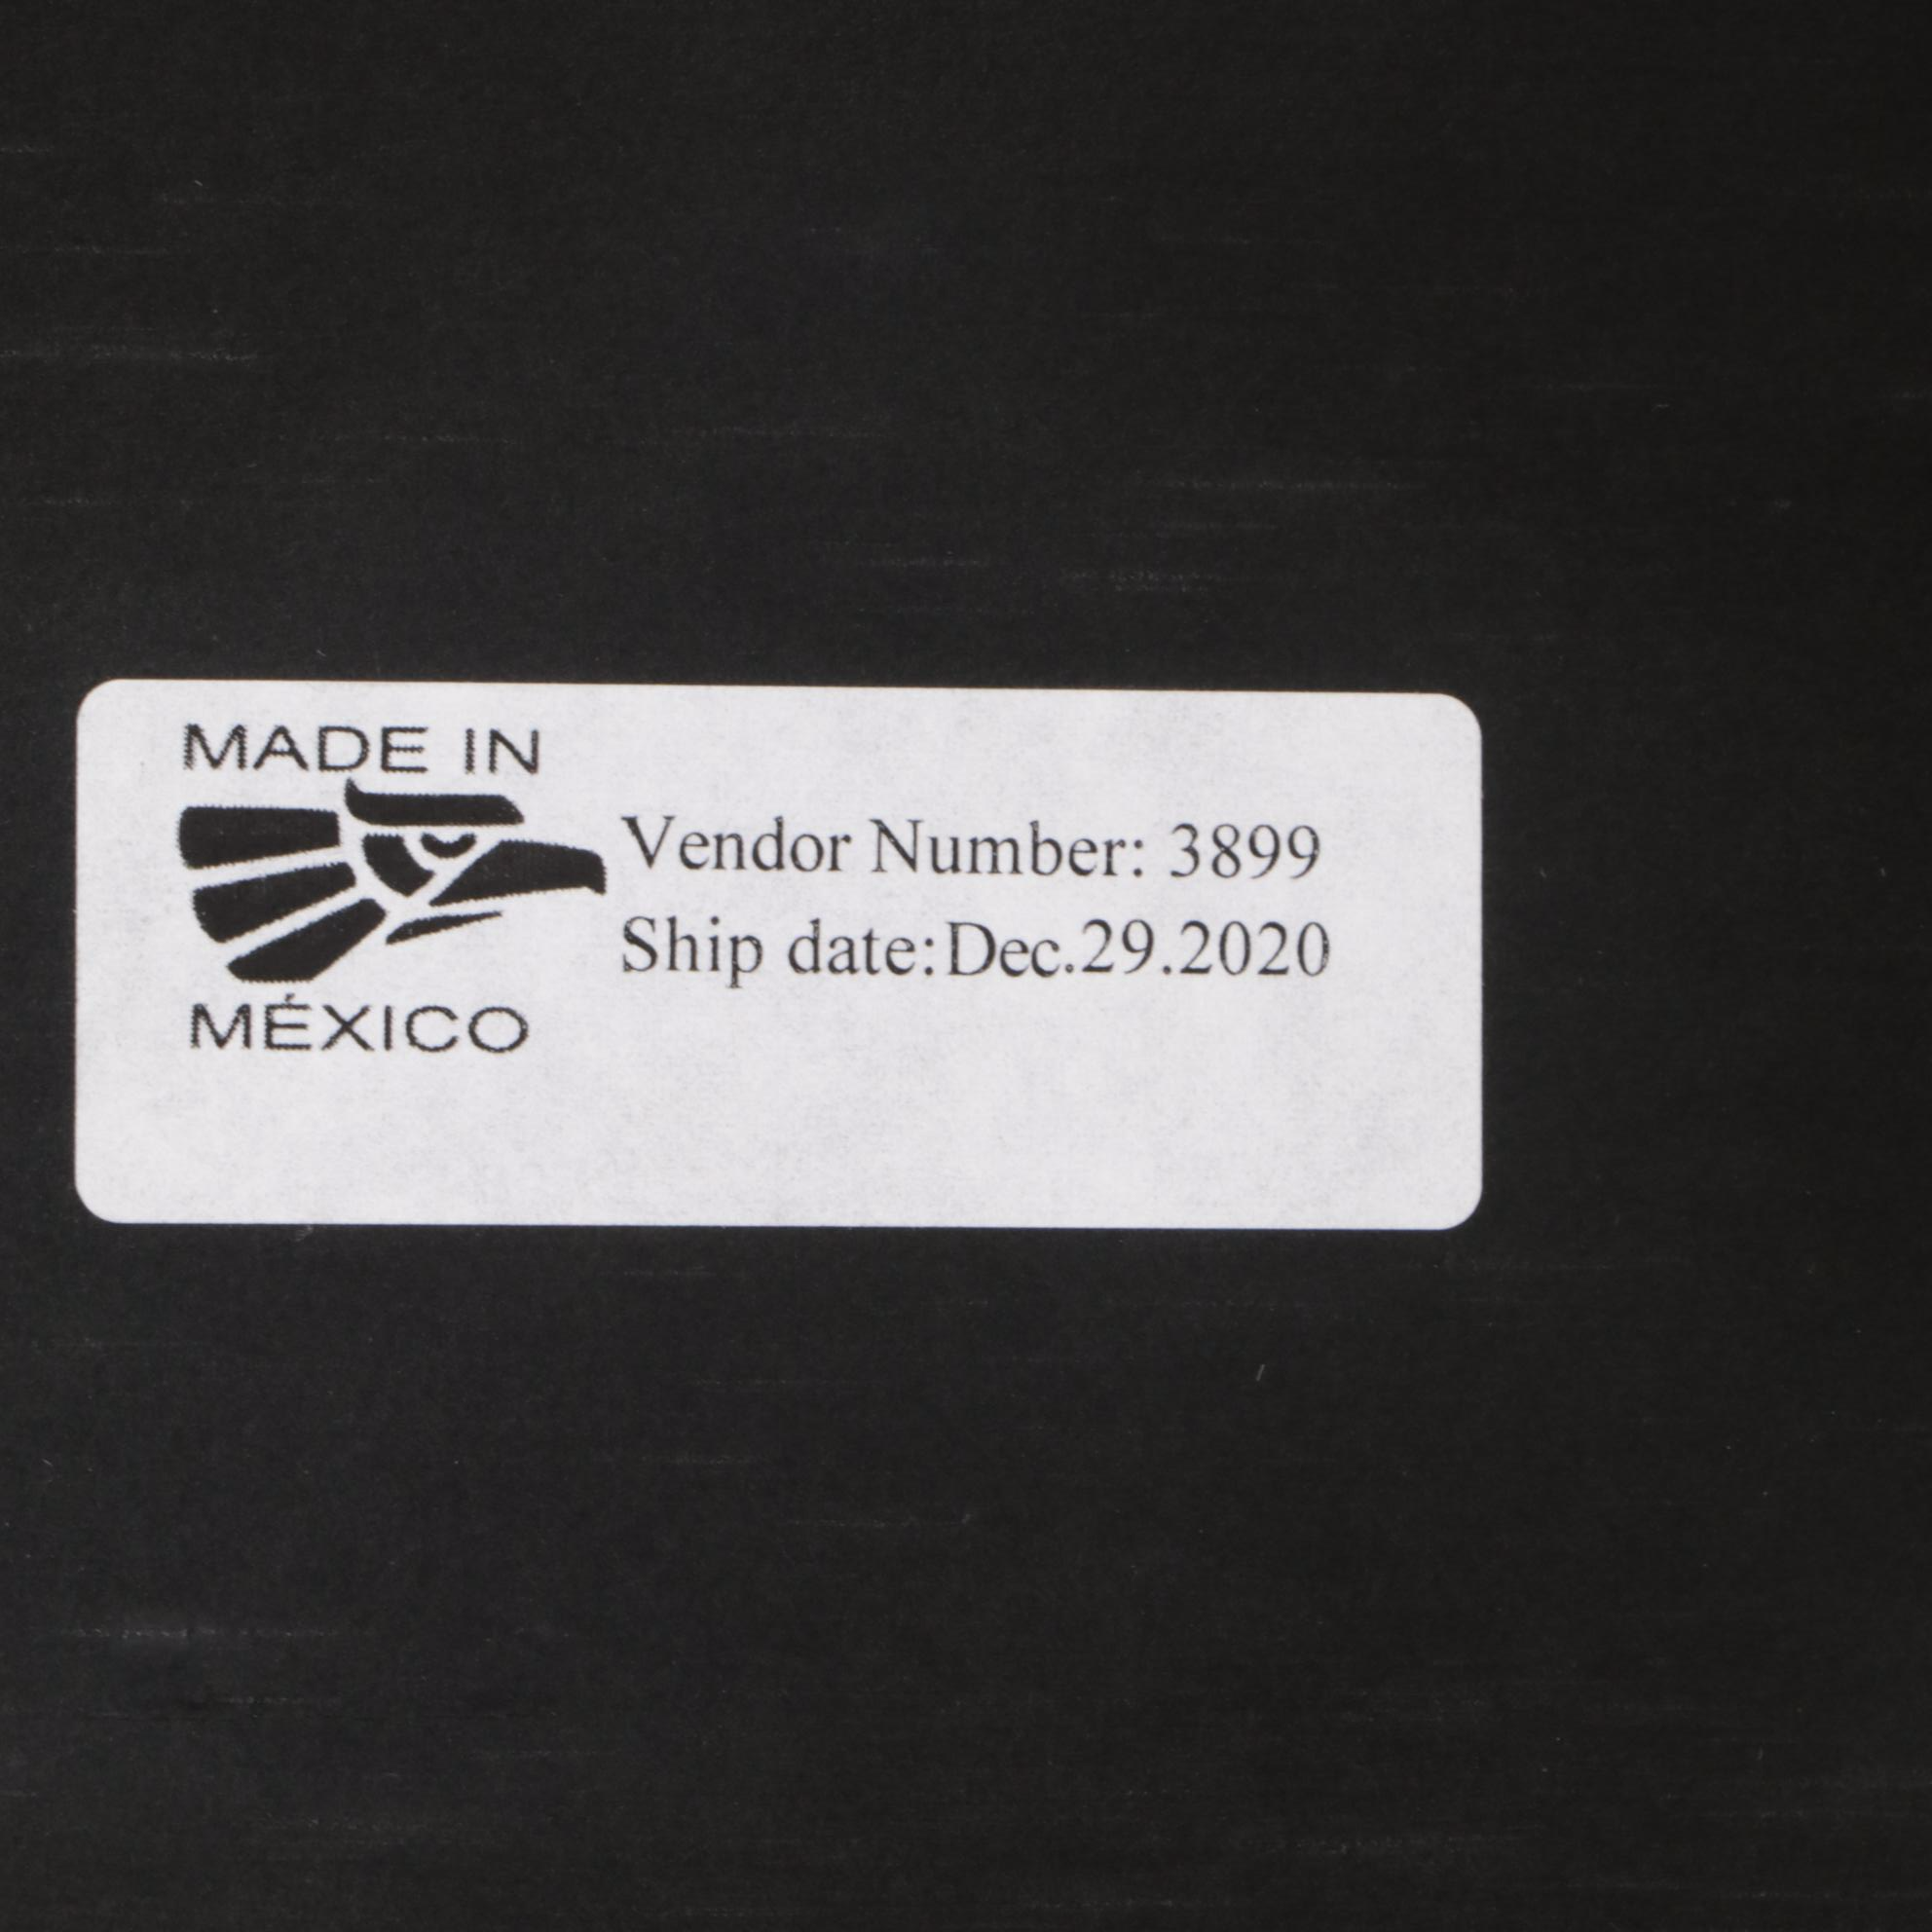 MADE IN
MÉXICO
Vendor Number: 3899
Ship date:Dec.29.2020